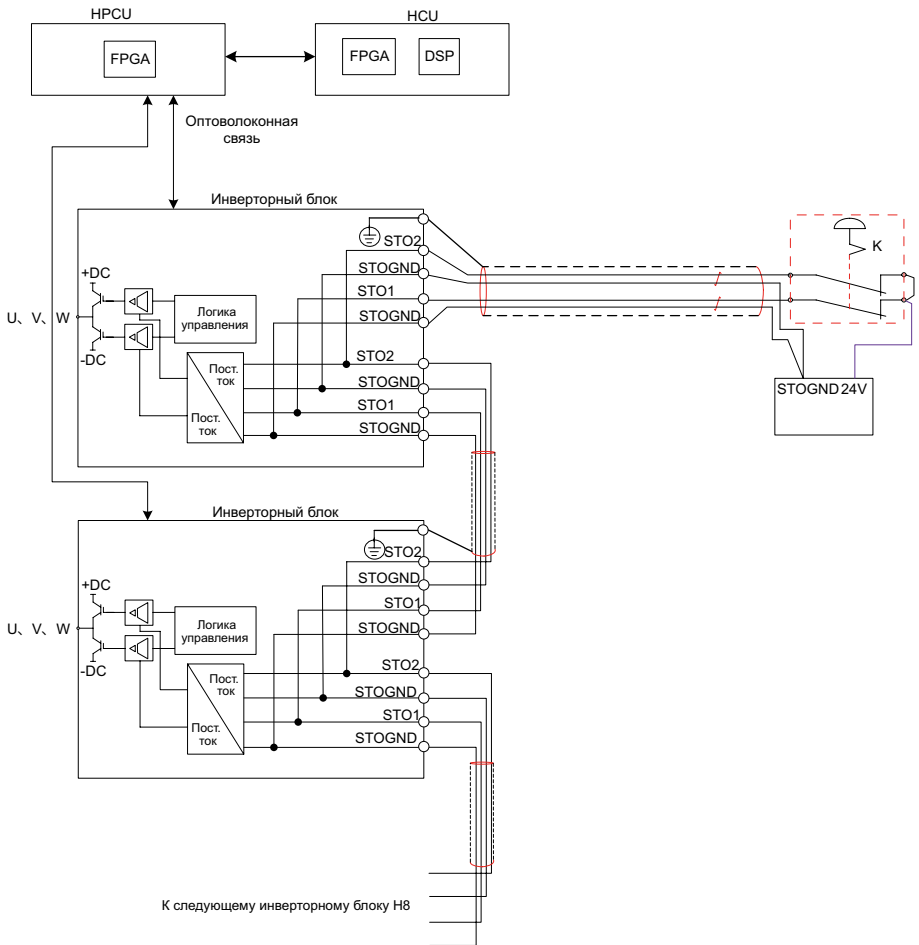 HPCU
HCU
FPGA
FPGA
DSP
Оптоволоконная
связь
Инверторный блок
STO2
STOGND
STO1
STOGND
STO2
STOGND
STO1
STOGND
+DC
-DC
U、V、W
Логика
управления
Пост.
ток
Пост.
ток
K
STOGND 24V
Инверторный блок
STO2
STOGND
STO1
STOGND
STO2
STOGND
STO1
STOGND
+DC
-DC
U、V、W
Логика
управления
Пост.
ток
Пост.
ток
К следующему инверторному блоку H8